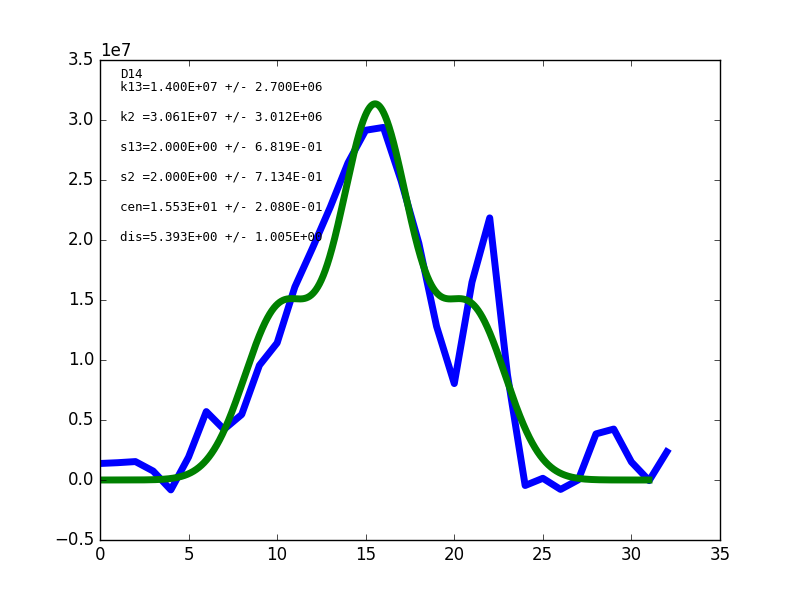 1e7
3.5
D14
k13=1.400E+07 +/- 2.700E+06
3.0
k2 =3.061E+07 +/- 3.012E+06
s13=2.000E+00 +/- 6.819E-01
2.5
s2 =2.000E+00 +/- 7.134E-01
cen=1.553E+01 +/- 2.080E-01
2.0
dis=5.393E+00 +/- 1.005E+00
1.5
1.0
0.5
0.0
−0.5
0 5 10 15 20 25 30 35